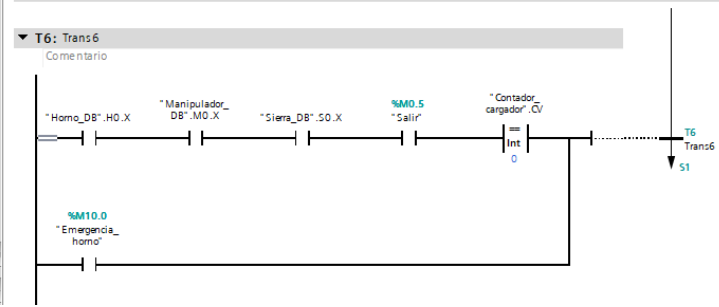 T6: Trans6
Comentario
"Horno_DB".H0.X
"Manipulador_
DB".M0.X
"Sierra_DB".S0.X
%M0.5
"Salir"
"Contador_
cargador".CV
==
Int
0
T6
Trans6
S1
%M10.0
"Emergencia_
horno"